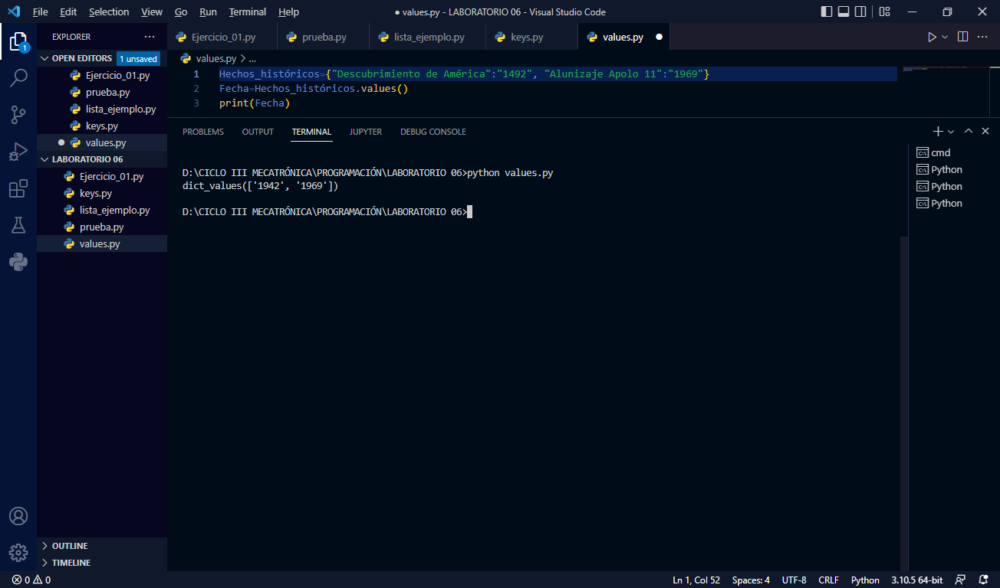 File Edit Selection View Go Run Terminal Help
● values.py - LABORATORIO 06 - Visual Studio Code
1
EXPLORER ...
OPEN EDITORS 1 unsaved
Ejercicio_01.py
prueba.py
lista_ejemplo.py
keys.py
values.py
LABORATORIO 06
Ejercicio_01.py
keys.py
lista_ejemplo.py
prueba.py
values.py
OUTLINE
TIMELINE
Ejercicio_01.py prueba.py lista_ejemplo.py keys.py values.py ●
values.py > ...
1 Hechos_históricos={"Descubrimiento de América":"1492", "Alunizaje Apolo 11":"1969"}
2 Fecha=Hechos_históricos.values()
3 print(Fecha)
PROBLEMS OUTPUT TERMINAL JUPYTER DEBUG CONSOLE
D:\CICLO III MECATRÓNICA\PROGRAMACIÓN\LABORATORIO 06>python values.py
dict_values(['1942', '1969'])
D:\CICLO III MECATRÓNICA\PROGRAMACIÓN\LABORATORIO 06>
cmd
Python
Python
Python
0 0 Ln 1, Col 52 Spaces: 4 UTF-8 CRLF Python 3.10.5 64-bit